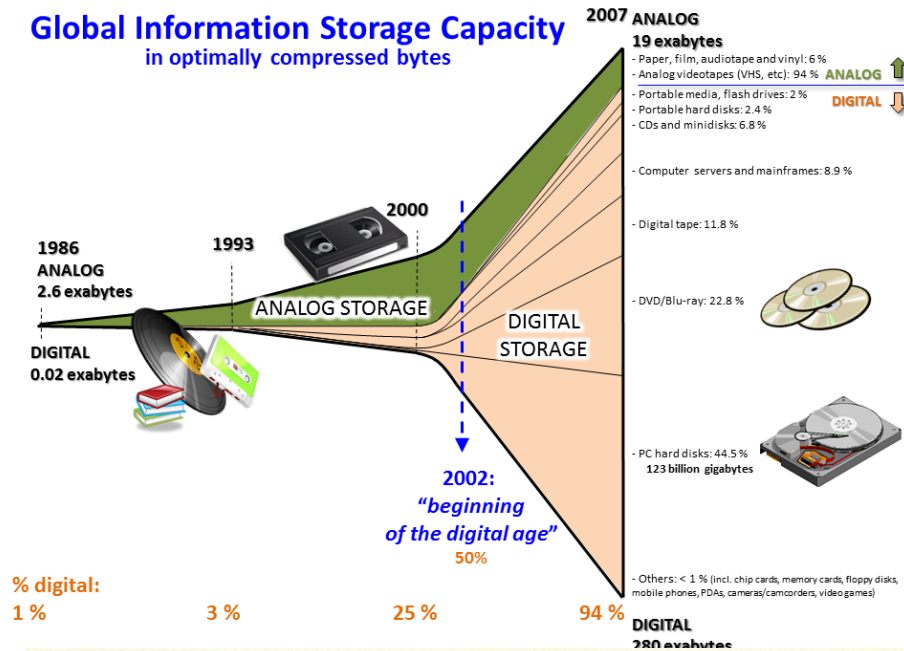 Global Information Storage Capacity
in optimally compressed bytes
2007
ANALOG
19 exabytes
- Paper, film, audiotape and vinyl: 6 %
- Analog videotapes (VHS, etc): 94 %
ANALOG
- Portable media, flash drives: 2 %
DIGITAL
- Portable hard disks: 2.4 %
- CDs and minidisks: 6.8 %
- Computer servers and mainframes: 8.9 %
2000
- Digital tape: 11.8 %
1993
1986
ANALOG
2.6 exabytes
- DVD/Blu-ray: 22.8 %
ANALOG STORAGE
DIGITAL
STORAGE
DIGITAL
0.02 exabytes
- PC hard disks: 44.5 %
123 billion gigabytes
2002:
“beginning
of the digital age”
50%
- Others: < 1 % (incl. chip cards, memory cards, floppy disks,
mobile phones, PDAs, cameras/camcorders, video games)
% digital:
1 %
3 %
25 %
94 %
DIGITAL
280 exabytes